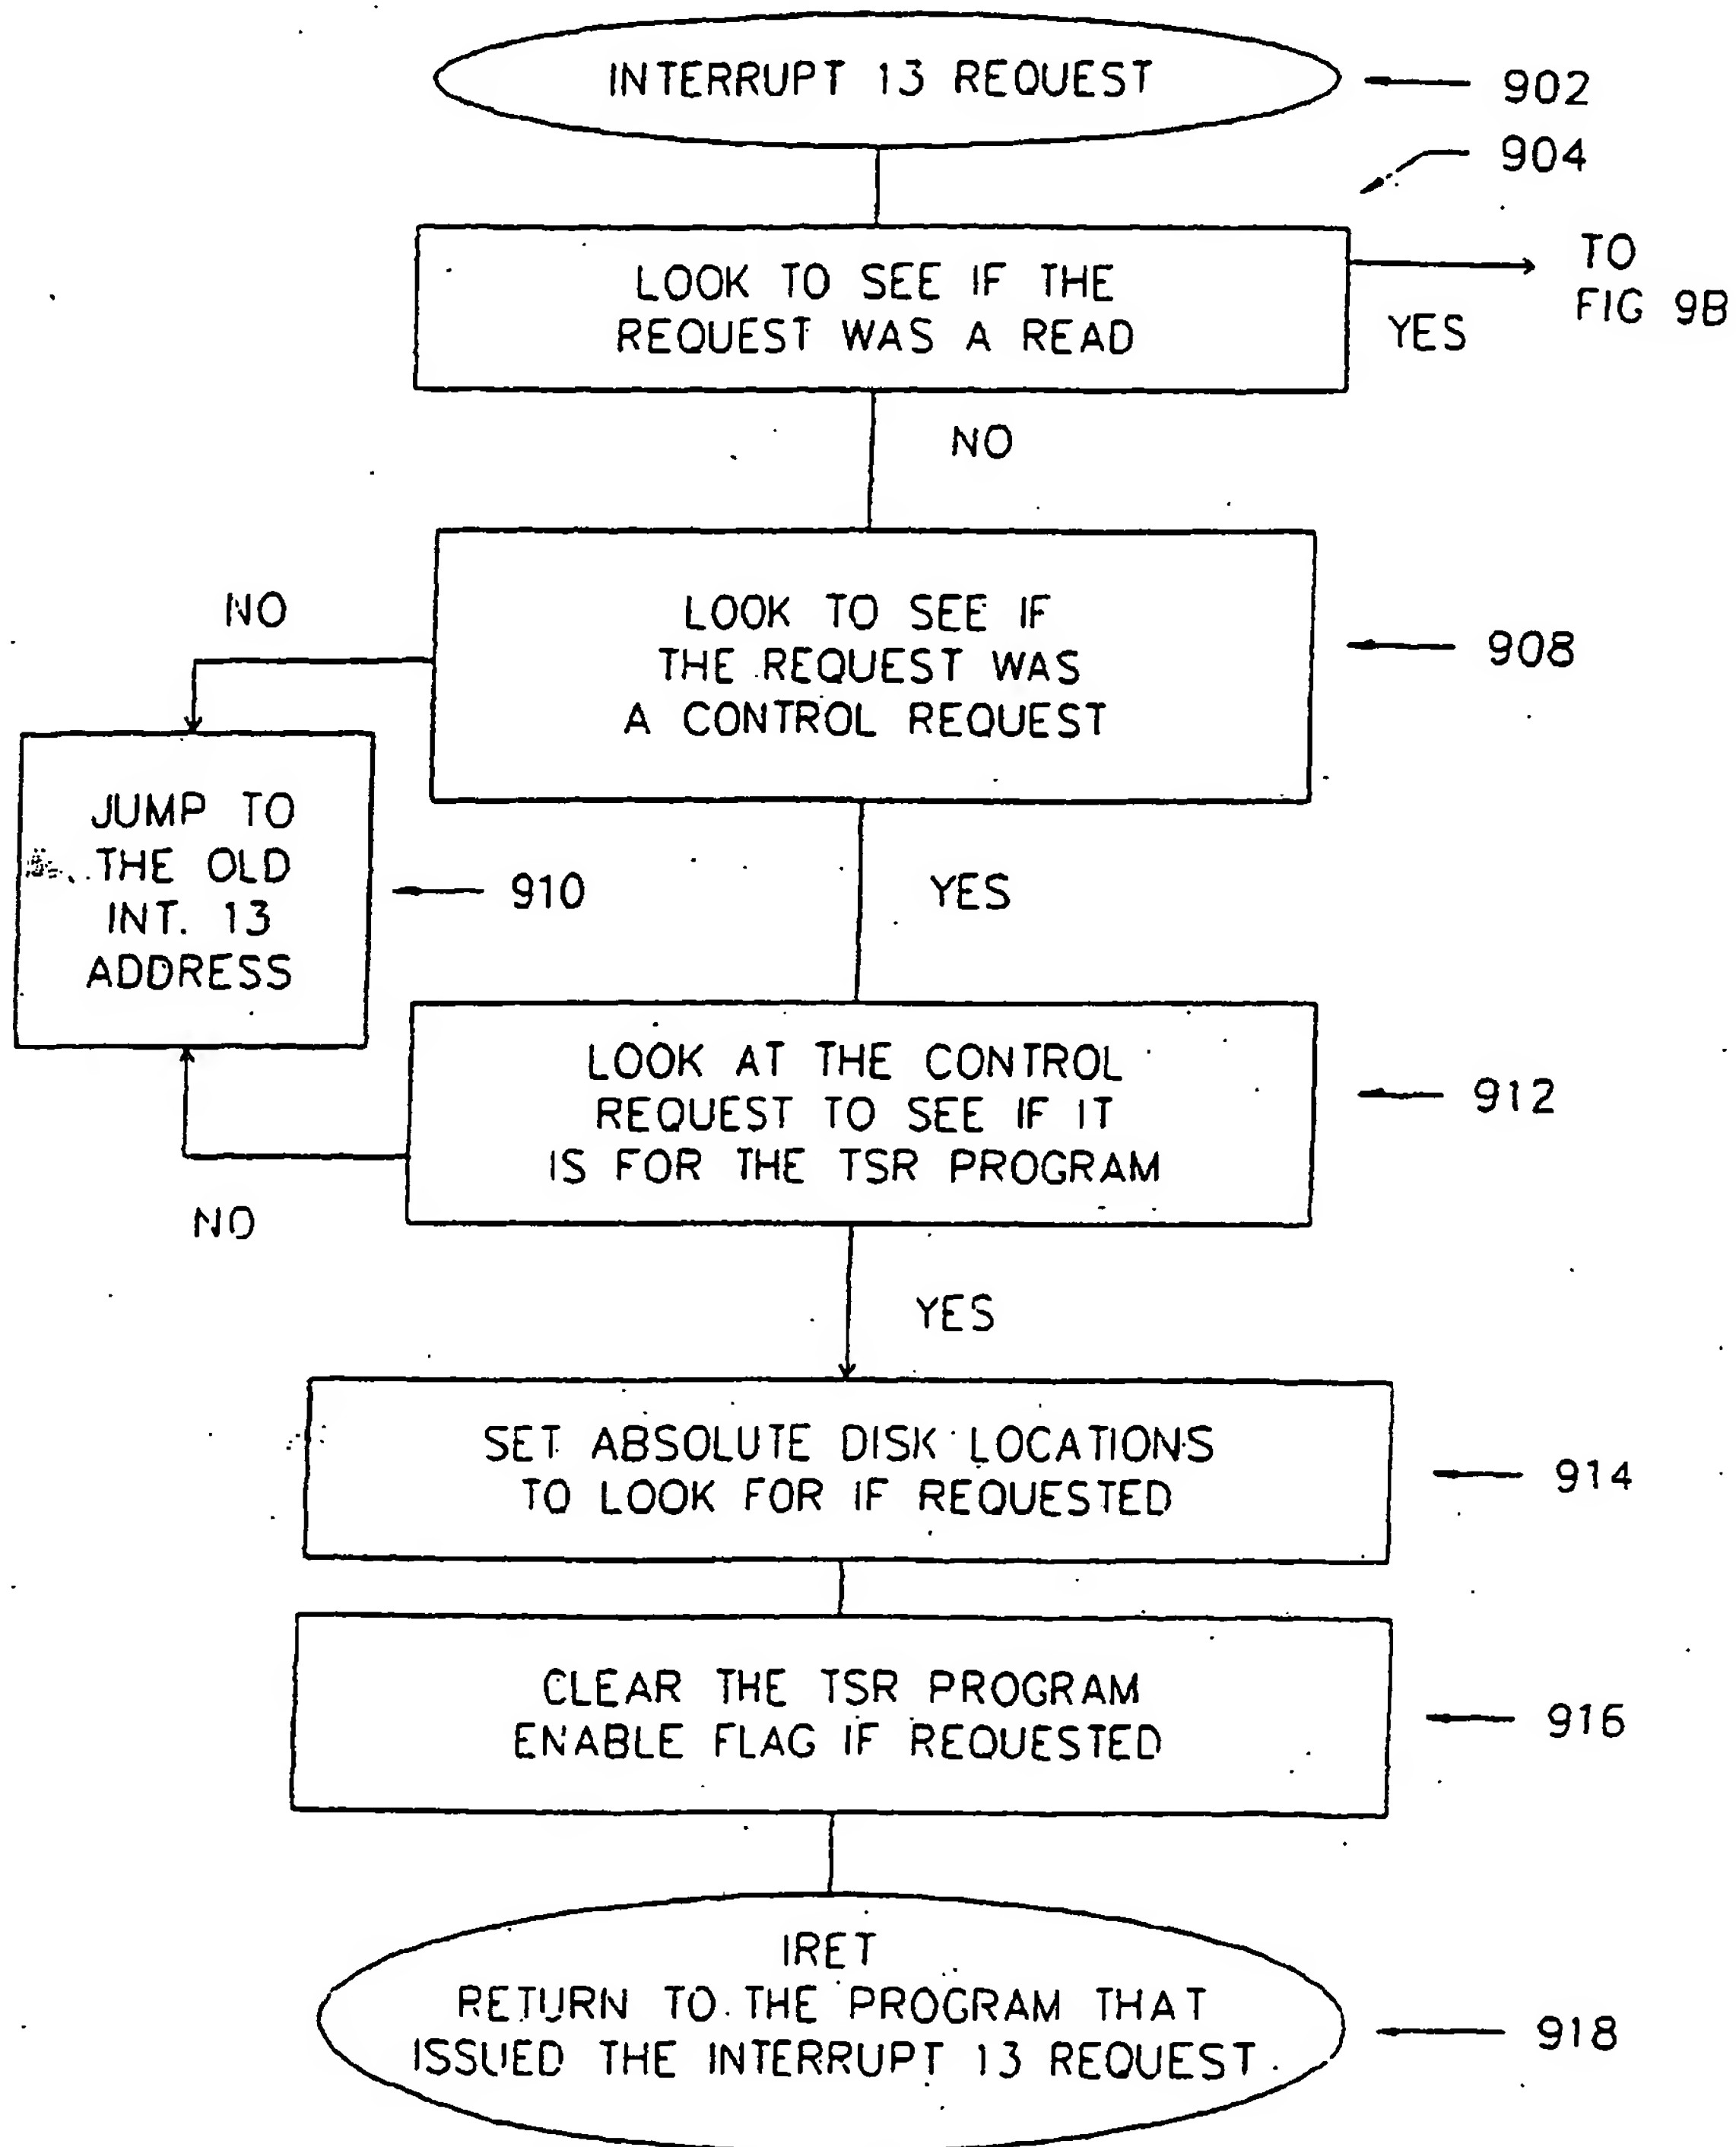 INTERRUPT 13 REQUEST
902
904
LOOK TO SEE IF THE
REQUEST WAS A READ
TO
FIG 9B
YES
NO
LOOK TO SEE IF
THE REQUEST WAS
A CONTROL REQUEST
908
NO
JUMP TO
THE OLD
INT. 13
ADDRESS
910
YES
LOOK AT THE CONTROL
REQUEST TO SEE IF IT
IS FOR THE TSR PROGRAM
912
NO
YES
SET ABSOLUTE DISK LOCATIONS
TO LOOK FOR IF REQUESTED
914
CLEAR THE TSR PROGRAM
ENABLE FLAG IF REQUESTED
916
IRET
RETURN TO THE PROGRAM THAT
ISSUED THE INTERRUPT 13 REQUEST
918